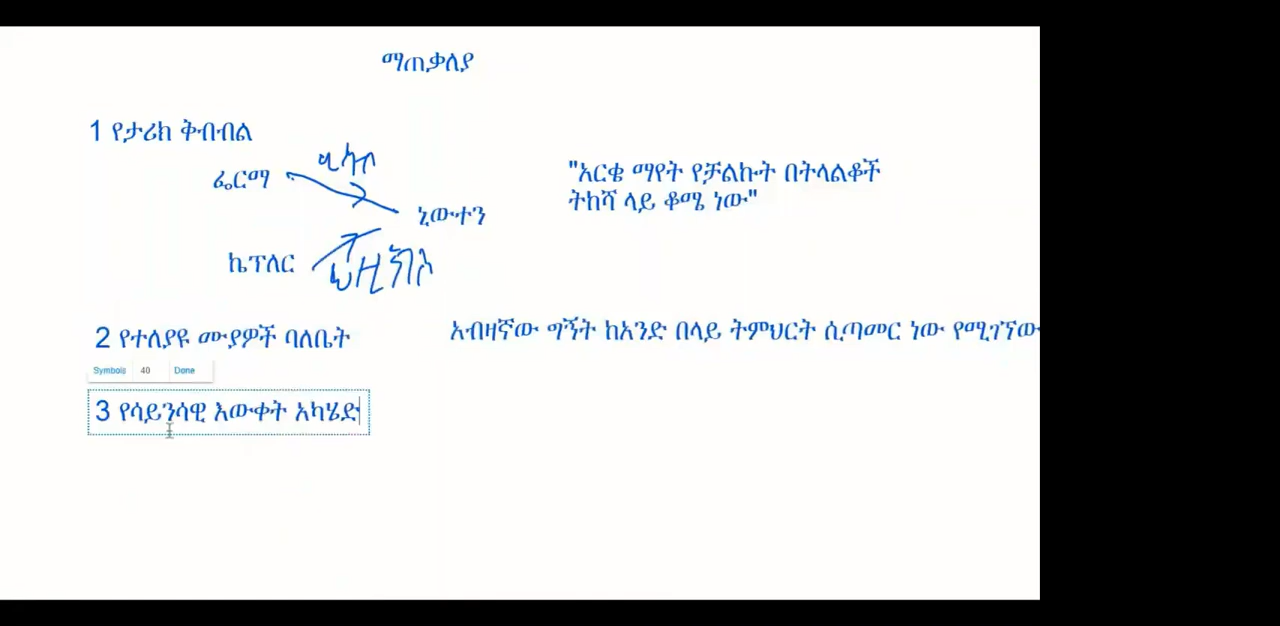 ማጠቃለያ
1 የታሪክ ቅብብል
ፌርማ
ኒውተን
"አርቄ ማየት የቻልኩት በትላልቆች
ትከሻ ላይ ቆሜ ነው"
ኬፕለር
ፊዚክስ
2 የተለያዩ ሙያዎች ባለቤት
አብዛኛው ግኝት ከአንድ በላይ ትምህርት ሲጣመር ነው የሚገኘው
Symbols 40 Done
3 የሳይንሳዊ እውቀት አካሄድ